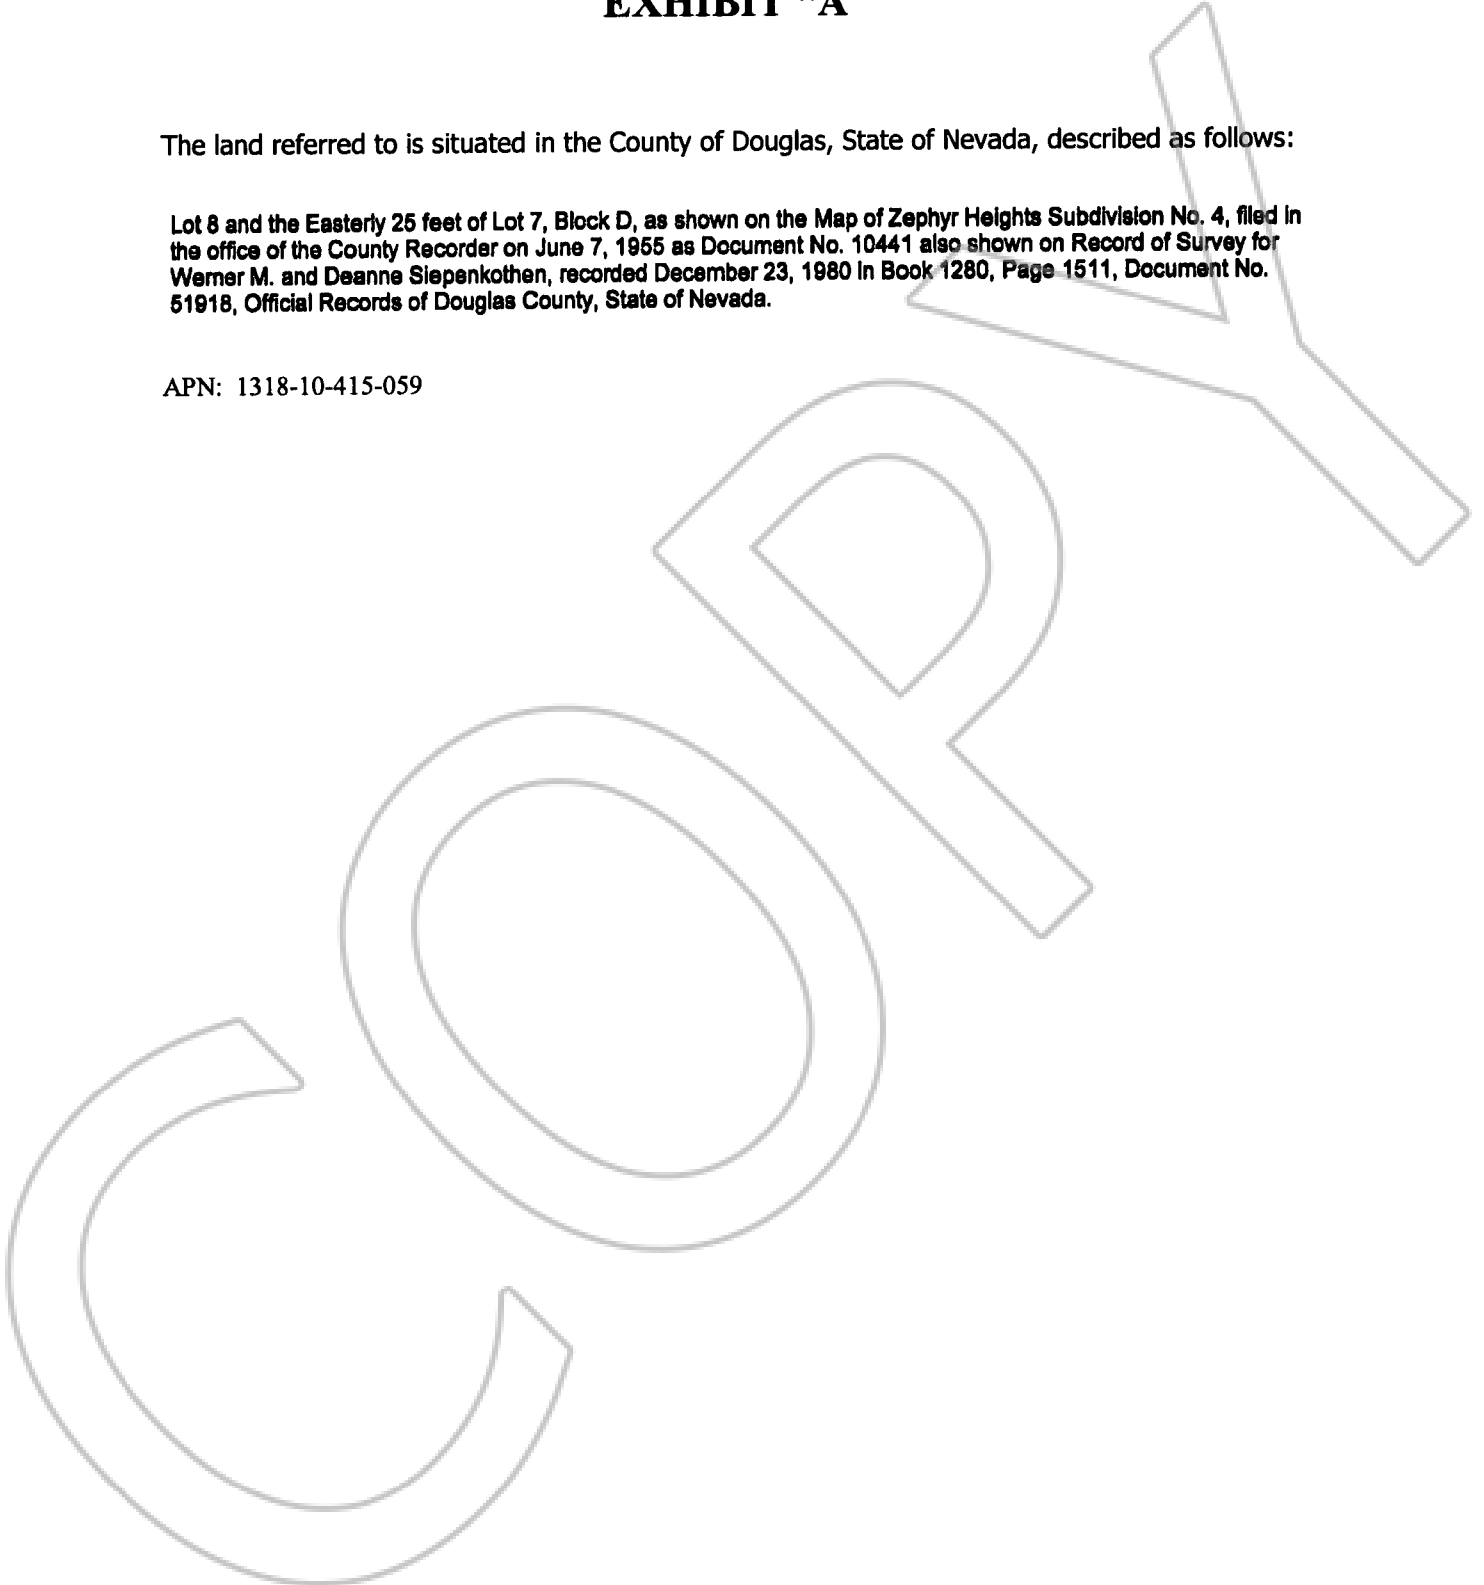 EXHIBIT "A
The land referred to is situated in the County of Douglas, State of Nevada, described as follows:
Lot 8 and the Easterly 25 feet of Lot 7, Block D, as shown on the Map of Zephyr Heights Subdivision No. 4, filed in
the office of the County Recorder on June 7, 1955 as Document No. 10441 also shown on Record of Survey for
Werner M. and Deanne Siepenkothen, recorded December 23, 1980 in Book 1280, Page 1511, Document No.
51918, Official Records of Douglas County, State of Nevada.
APN: 1318-10-415-059
COPY